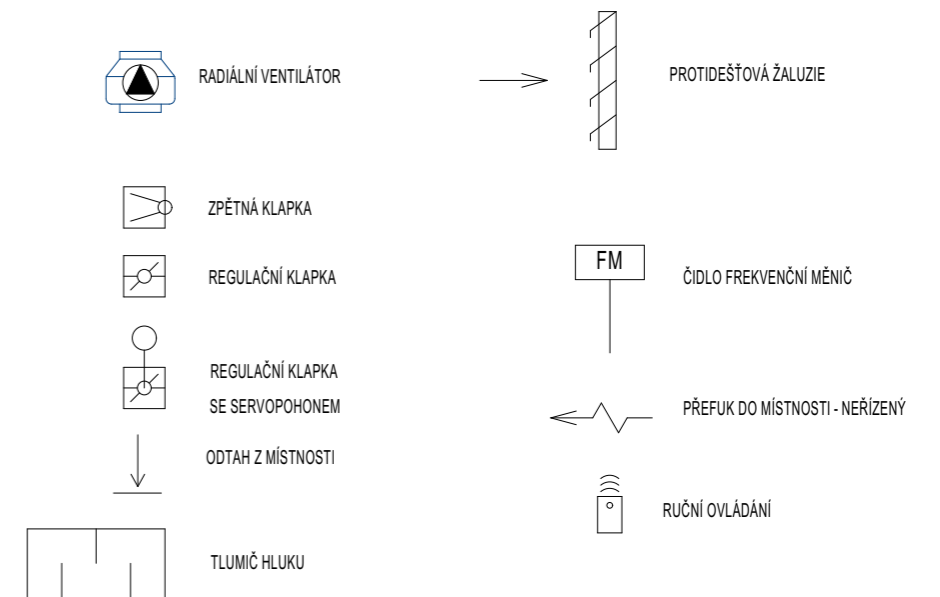 RADIÁLNÍ VENTILÁTOR
ZPĚTNÁ KLAPKA
REGULAČNÍ KLAPKA
REGULAČNÍ KLAPKA
SE SERVOPOHONEM
ODTAH Z MÍSTNOSTI
TLUMIČ HLUKU
PROTIDEŠŤOVÁ ŽALUZIE
FM
ČIDLO FREKVENČNÍ MĚNIČ
PŘEFUK DO MÍSTNOSTI - NEŘÍZENÝ
RUČNÍ OVLÁDÁNÍ